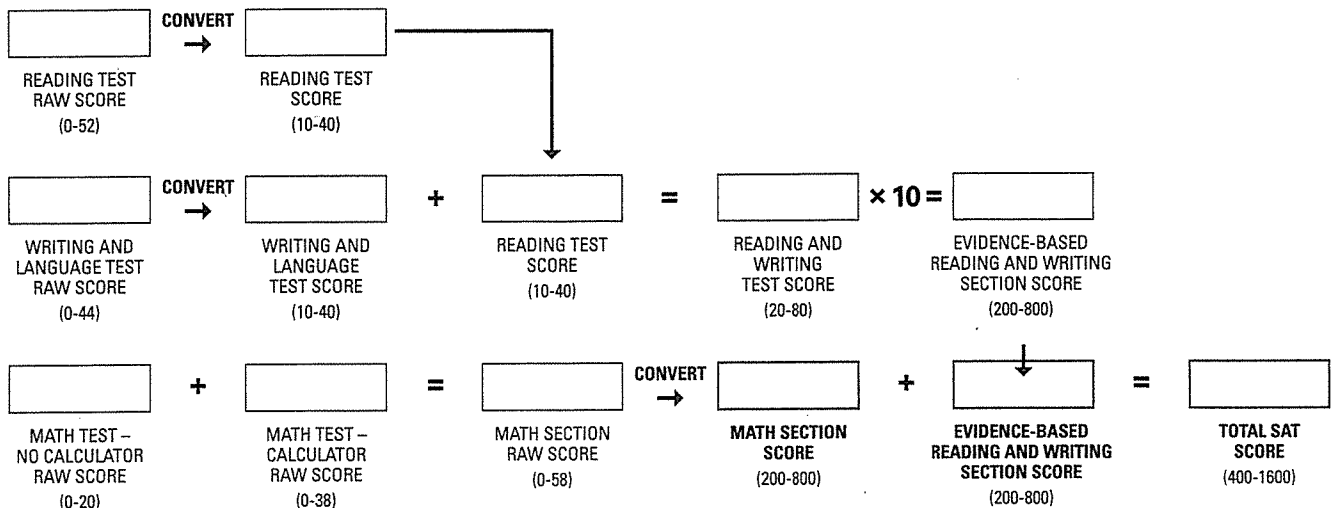 CONVERT
→
READING TEST
RAW SCORE
(0-52)
READING TEST
SCORE
(10-40)
CONVERT
→
+
=
× 10 =
WRITING AND
LANGUAGE TEST
RAW SCORE
(0-44)
WRITING AND
LANGUAGE
TEST SCORE
(10-40)
READING TEST
SCORE
(10-40)
READING AND
WRITING
TEST SCORE
(20-80)
EVIDENCE-BASED
READING AND WRITING
SECTION SCORE
(200-800)
+
=
CONVERT
→
+
=
MATH TEST –
NO CALCULATOR
RAW SCORE
(0-20)
MATH TEST –
CALCULATOR
RAW SCORE
(0-38)
MATH SECTION
RAW SCORE
(0-58)
MATH SECTION
SCORE
(200-800)
EVIDENCE-BASED
READING AND WRITING
SECTION SCORE
(200-800)
TOTAL SAT
SCORE
(400-1600)